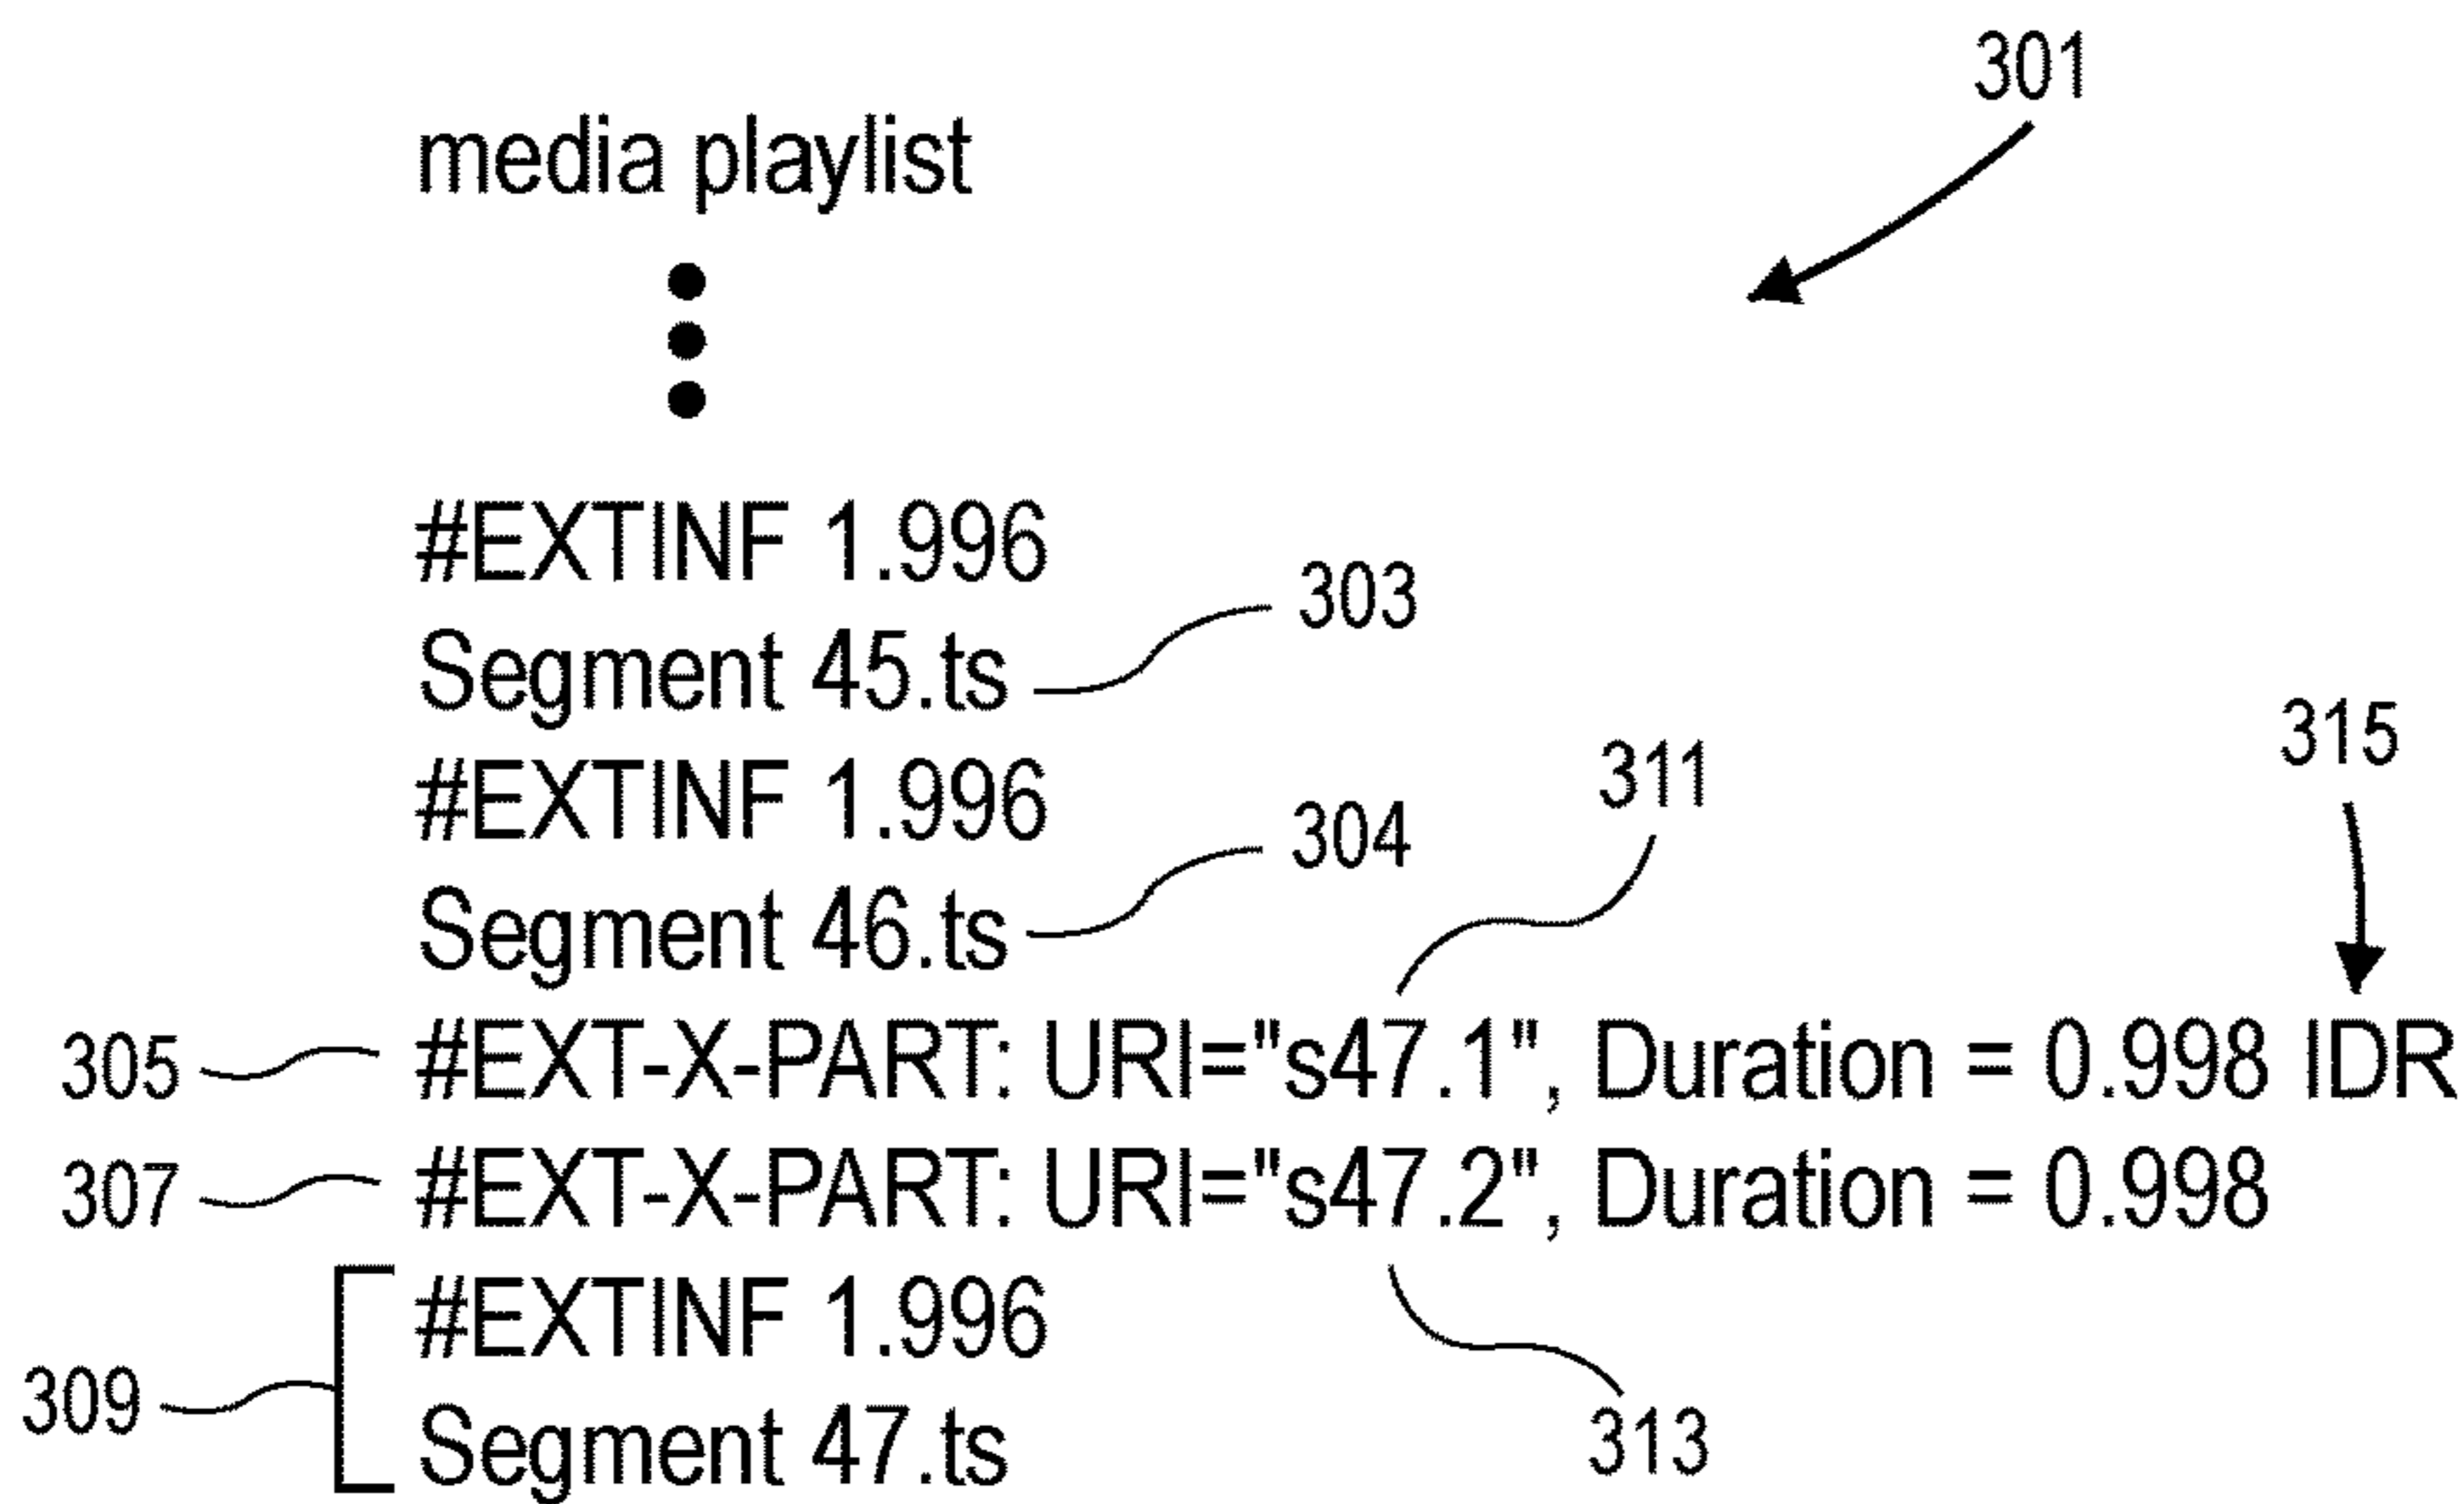 301
media playlist
#EXTINF 1.996
303
Segment 45.ts
315
#EXTINF 1.996
311
304
Segment 46.ts
305 #EXT-X-PART: URI="s47.1", Duration = 0.998 IDR
307 #EXT-X-PART: URI="s47.2", Duration = 0.998
#EXTINF 1.996
309
Segment 47.ts
313